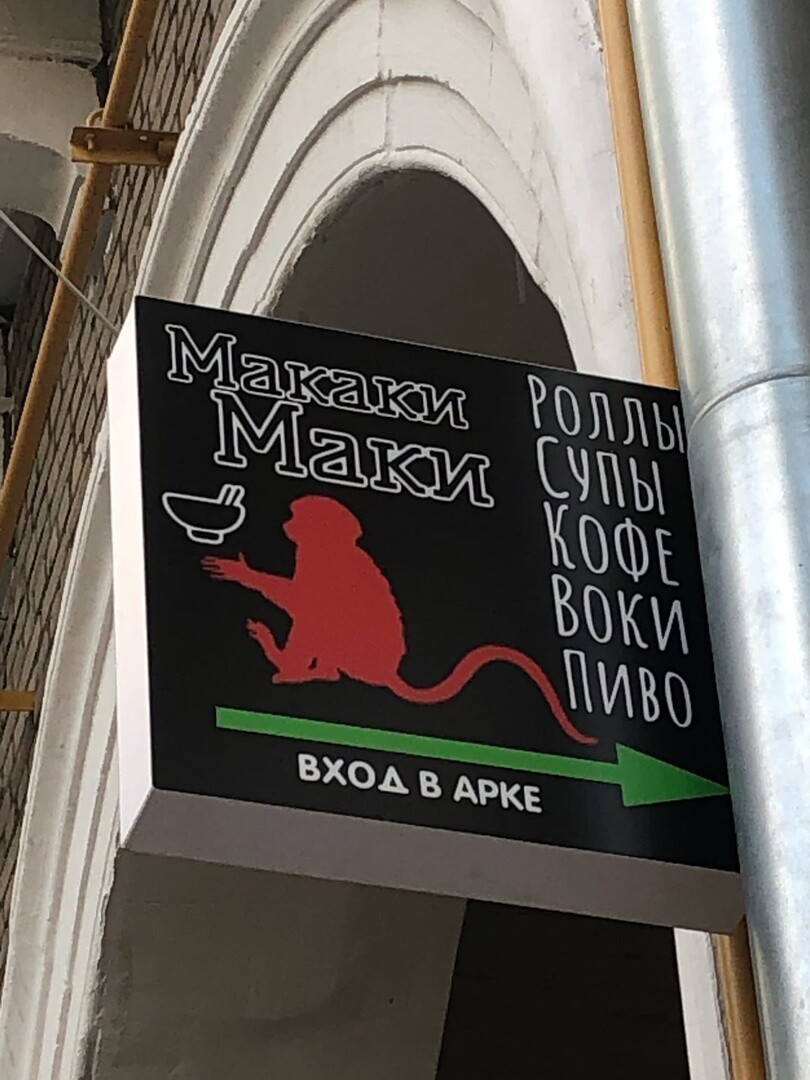 Макаки
Маки
РОЛЛЫ
СУПЫ
КОФЕ
ВОКИ
ПИВО
ВХОД В АРКЕ